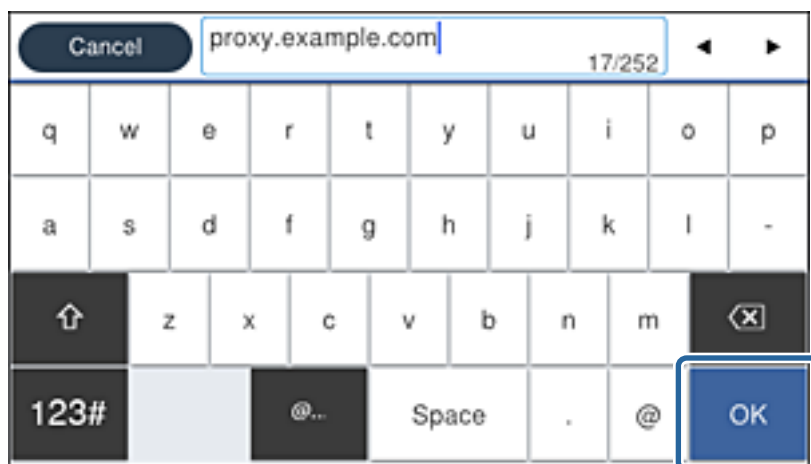 Cancel proxy.example.com
17/252
q w e r t y u i o p
a s d f g h j k l -
z x c v b n m
123# @... Space . @ OK